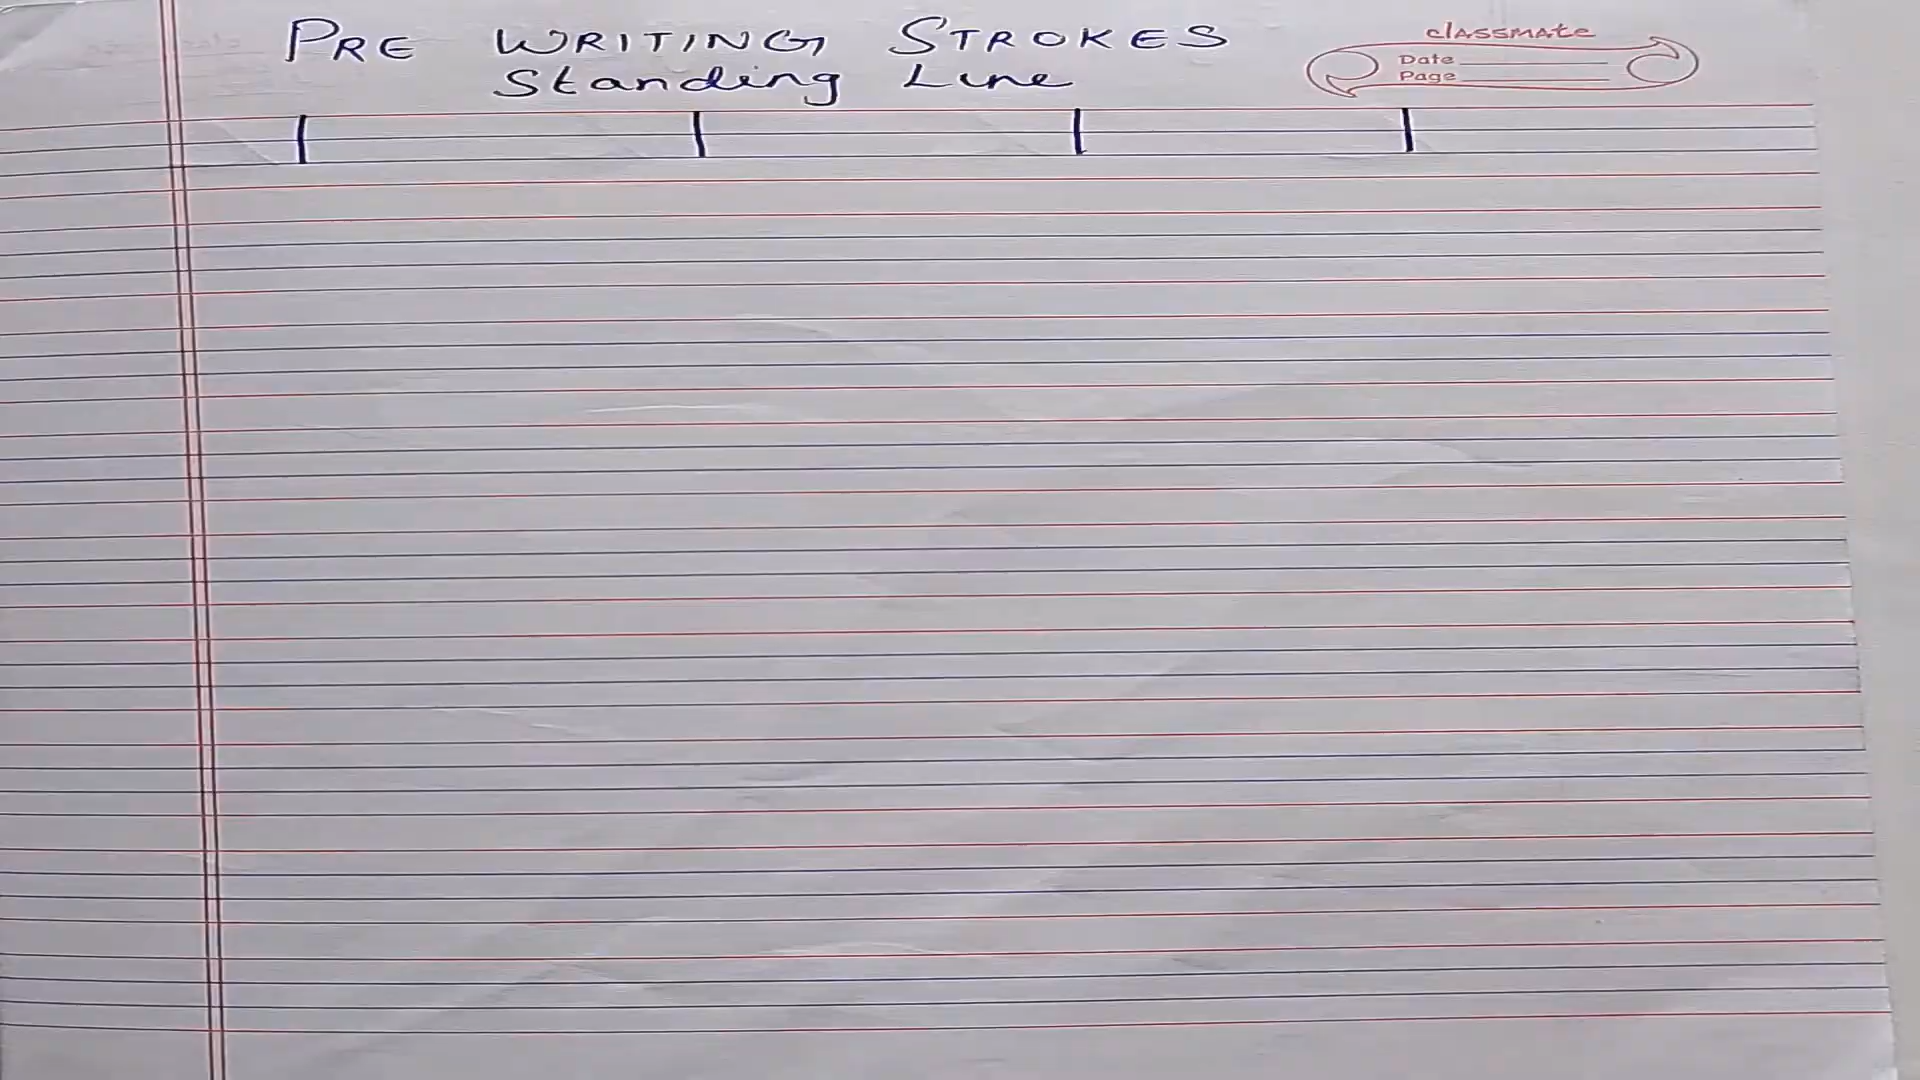 PRE WRITING STROKES
Standing Line
classmate
Date
Page